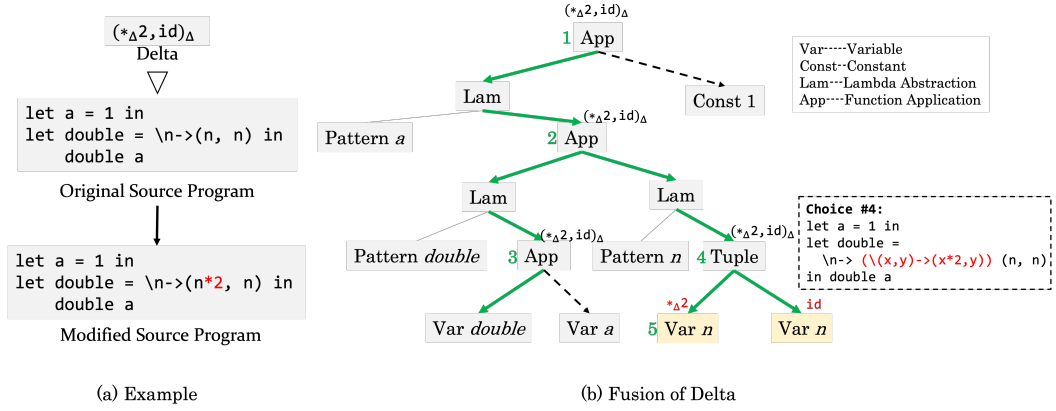 (*Δ2,id)Δ
Delta
let a = 1 in
let double = \n->(n, n) in
double a
Original Source Program
let a = 1 in
let double = \n->(n*2, n) in
double a
Modified Source Program
(a) Example
(*Δ2,id)Δ
1 App
Lam
Const 1
Pattern a
(*Δ2,id)Δ
2 App
Lam
Lam
Pattern double
(*Δ2,id)Δ
3 App
Pattern n
(*Δ2,id)Δ
4 Tuple
Var double
Var a
*Δ2
5 Var n
id
Var n
Var-----Variable
Const--Constant
Lam---Lambda Abstraction
App----Function Application
Choice #4:
let a = 1 in
let double =
\n-> (\(x,y)->(x*2,y)) (n, n)
in double a
(b) Fusion of Delta